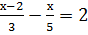 x−2/3 − x/5 = 2